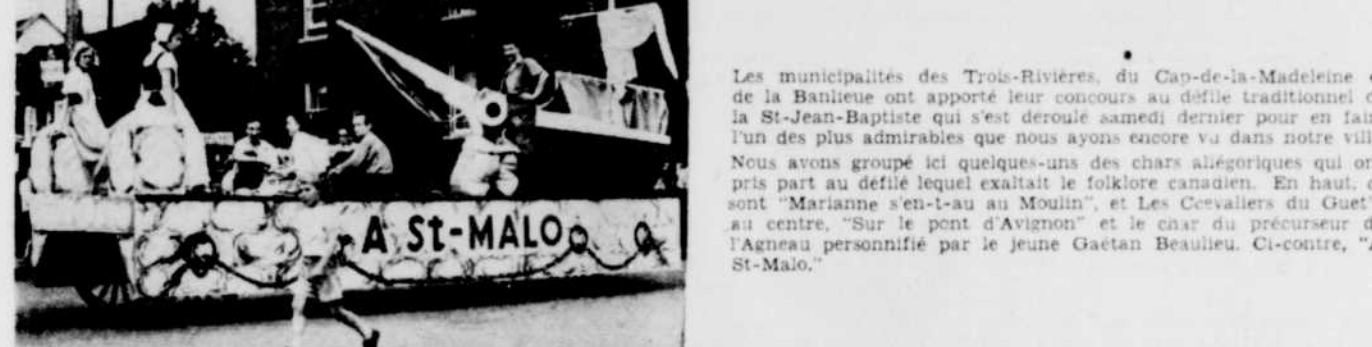 A St-MALO
Les municipalités des Trois-Rivières, du Cap-de-la-Madeleine
de la Banlieue ont apporté leur concours au défilé traditionnel d
la St-Jean-Baptiste qui s'est déroulé samedi dernier pour en fai
l'un des plus admirables que nous ayons encore vu dans notre vill
Nous avons groupé ici quelques-uns des chars allégoriques qui on
pris part au défilé lequel exaltait le folklore canadien. En haut,
sont "Marianne s'en-t-au au Moulin", et Les Cevaliers du Guet"
au centre, "Sur le pont d'Avignon" et le char du précurseur d
l'Agneau personnifié par le jeune Gaétan Beaulieu. Ci-contre,
St-Malo."